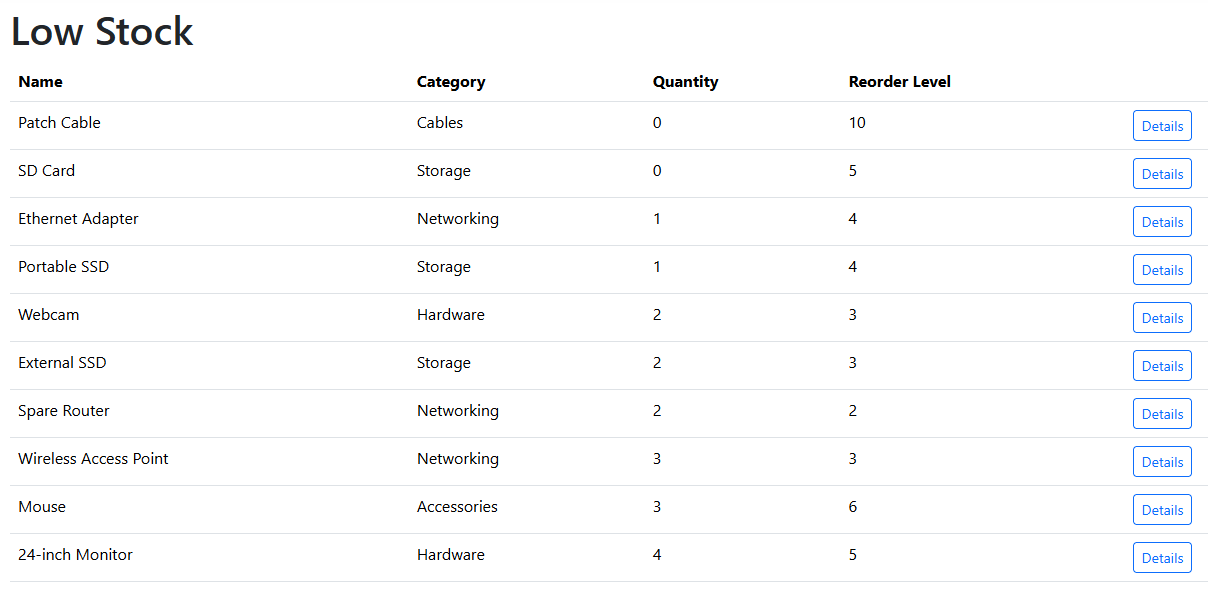 Low Stock
Name Category Quantity Reorder Level
Patch Cable Cables 0 10 Details
SD Card Storage 0 5 Details
Ethernet Adapter Networking 1 4 Details
Portable SSD Storage 1 4 Details
Webcam Hardware 2 3 Details
External SSD Storage 2 3 Details
Spare Router Networking 2 2 Details
Wireless Access Point Networking 3 3 Details
Mouse Accessories 3 6 Details
24-inch Monitor Hardware 4 5 Details